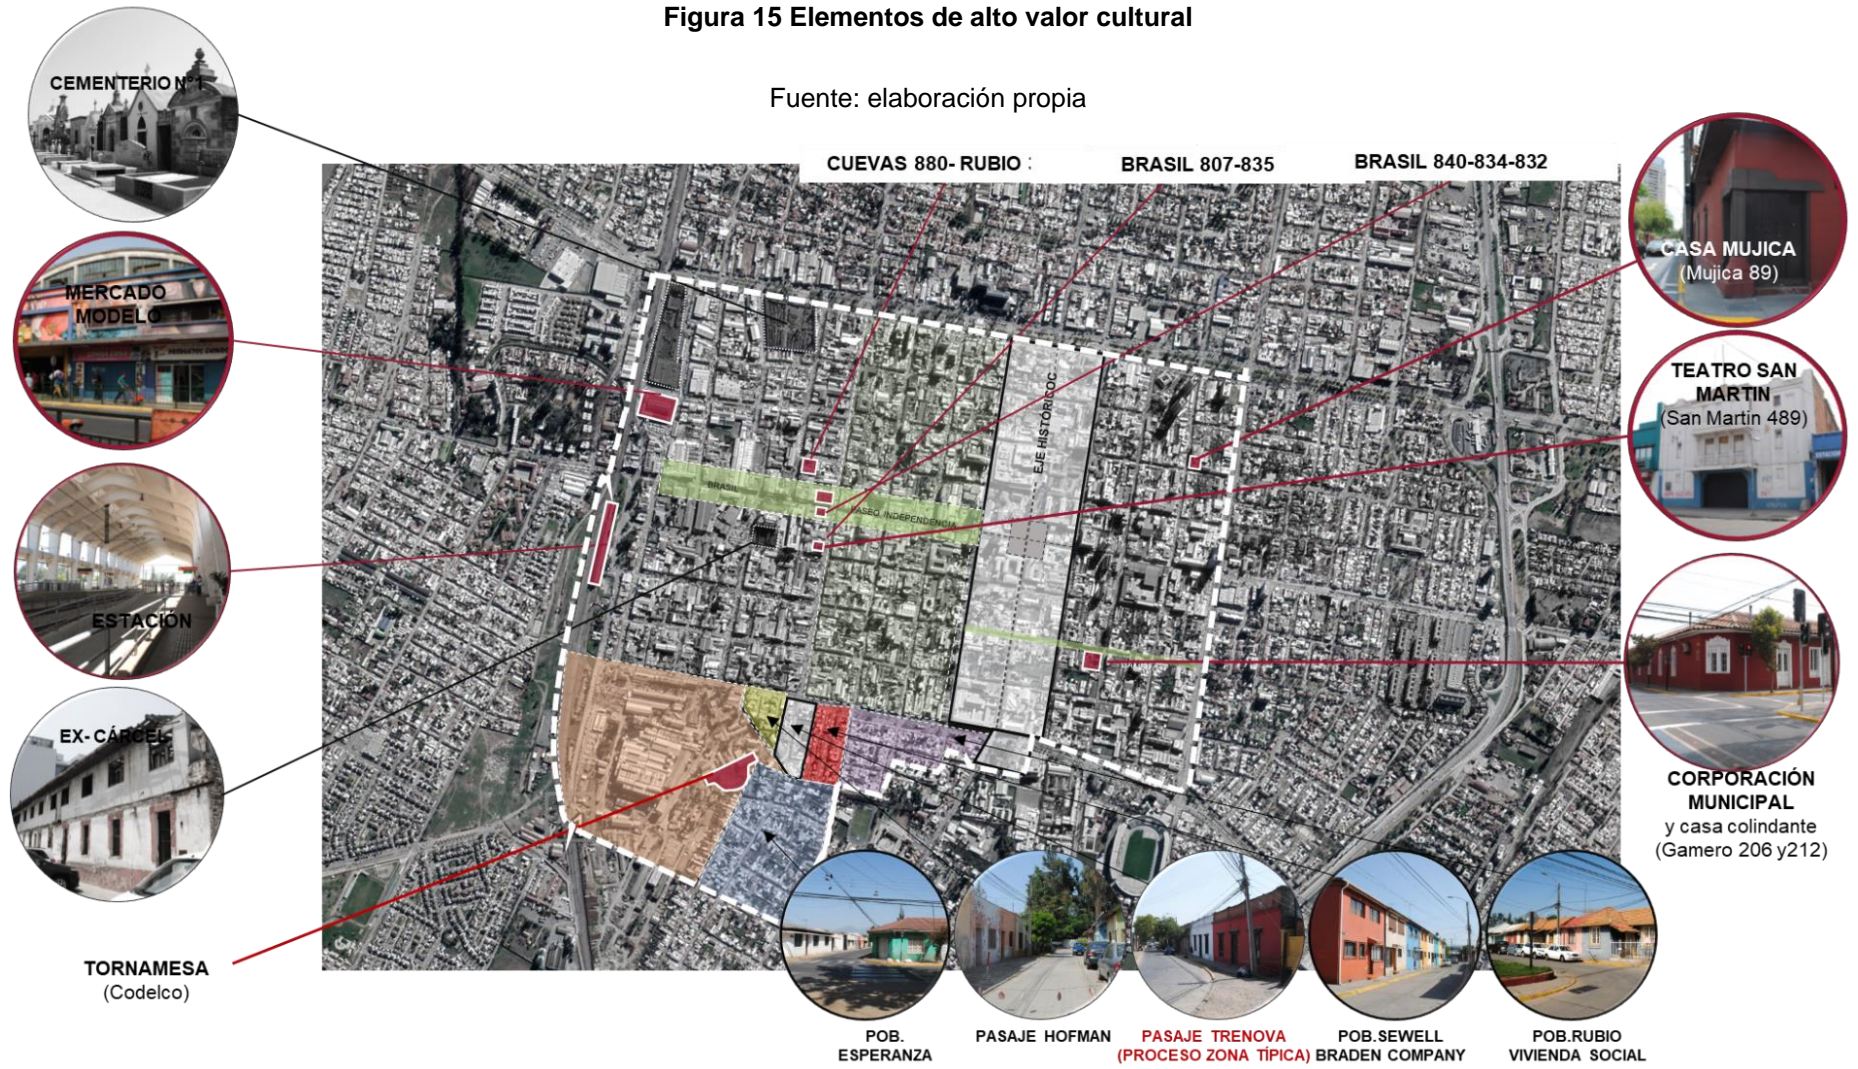 Figura 15 Elementos de alto valor cultural
Fuente: elaboración propia
CEMENTERIO N°1
MERCADO
MODELO
ESTACIÓN
EX- CÁRCEL
TORNAMESA
(Codelco)
CUEVAS 880- RUBIO
BRASIL 807-835
BRASIL 840-834-832
BRASIL
PASEO INDEPENDENCIA
EJE HISTÓRICOC
CASA MUJICA
(Mujica 89)
TEATRO SAN
MARTIN
(San Martin 489)
CORPORACIÓN
MUNICIPAL
y casa colindante
(Gamero 206 y212)
POB.
ESPERANZA
PASAJE HOFMAN
PASAJE TRENOVA
(PROCESO ZONA TÍPICA)
POB.SEWELL
BRADEN COMPANY
POB.RUBIO
VIVIENDA SOCIAL